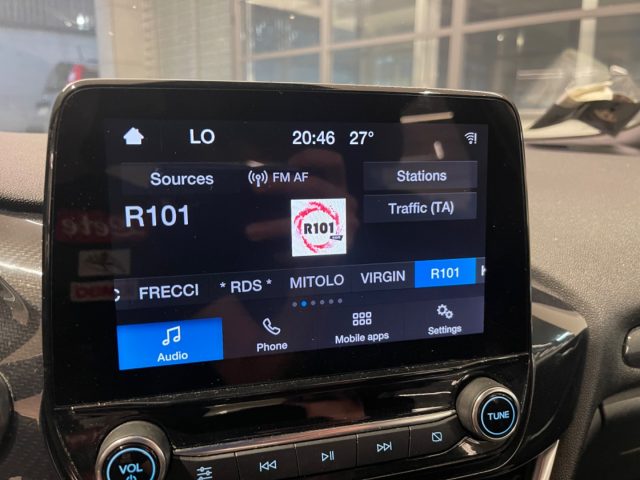 LO 20:46 27°
Sources FM AF Stations
R101 R101 Traffic (TA)
FRECCI * RDS * MITOLO VIRGIN R101
Audio Phone Mobile apps Settings
VOL TUNE